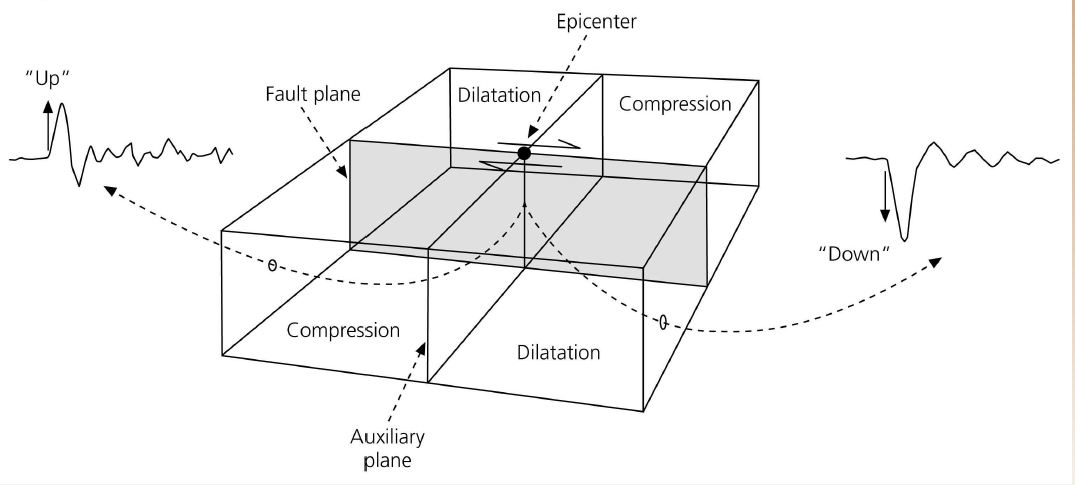 Epicenter
“Up”
Fault plane
Dilatation
Compression
“Down”
Compression
Dilatation
Auxiliary
plane